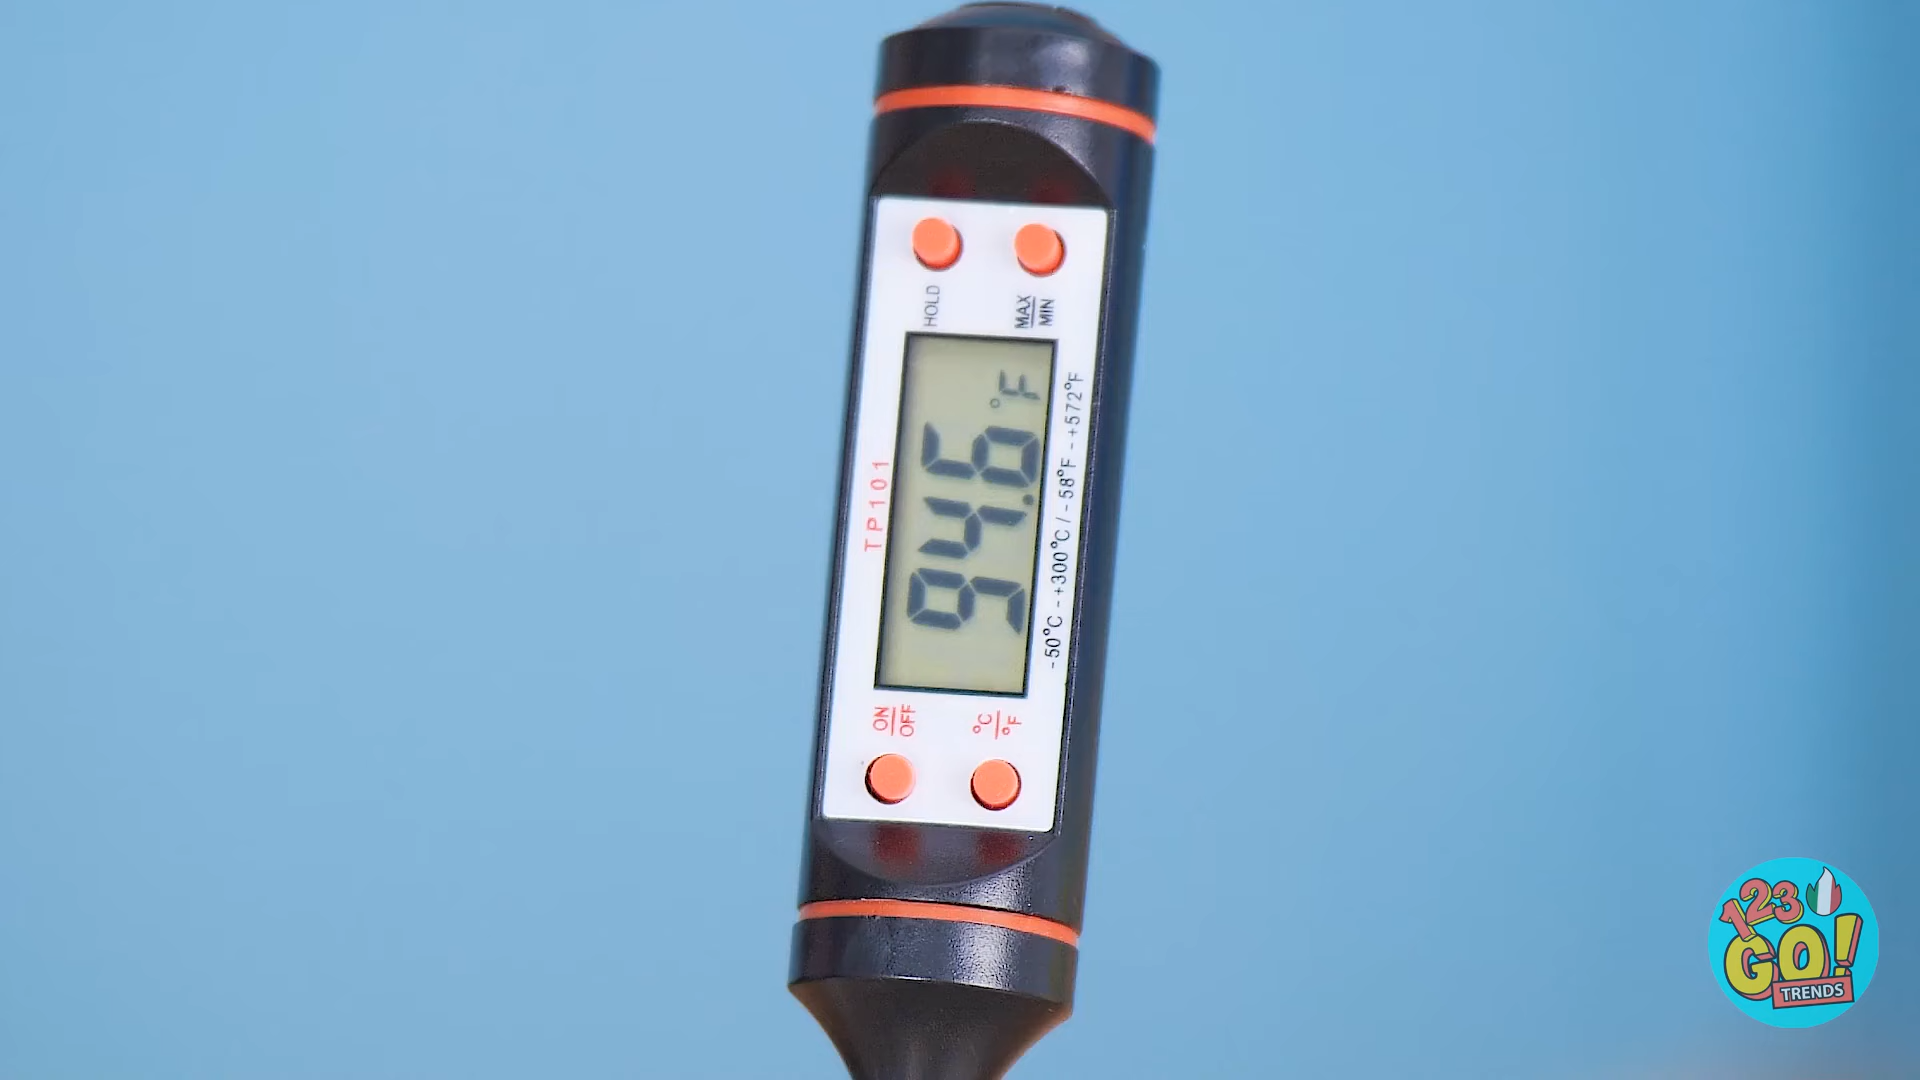 HOLD
MAX
MIN
94.6 °F
TP101
-50°C -+300°C / -58°F -+572°F
ON
OFF
°C
°F
123
GO!
TRENDS